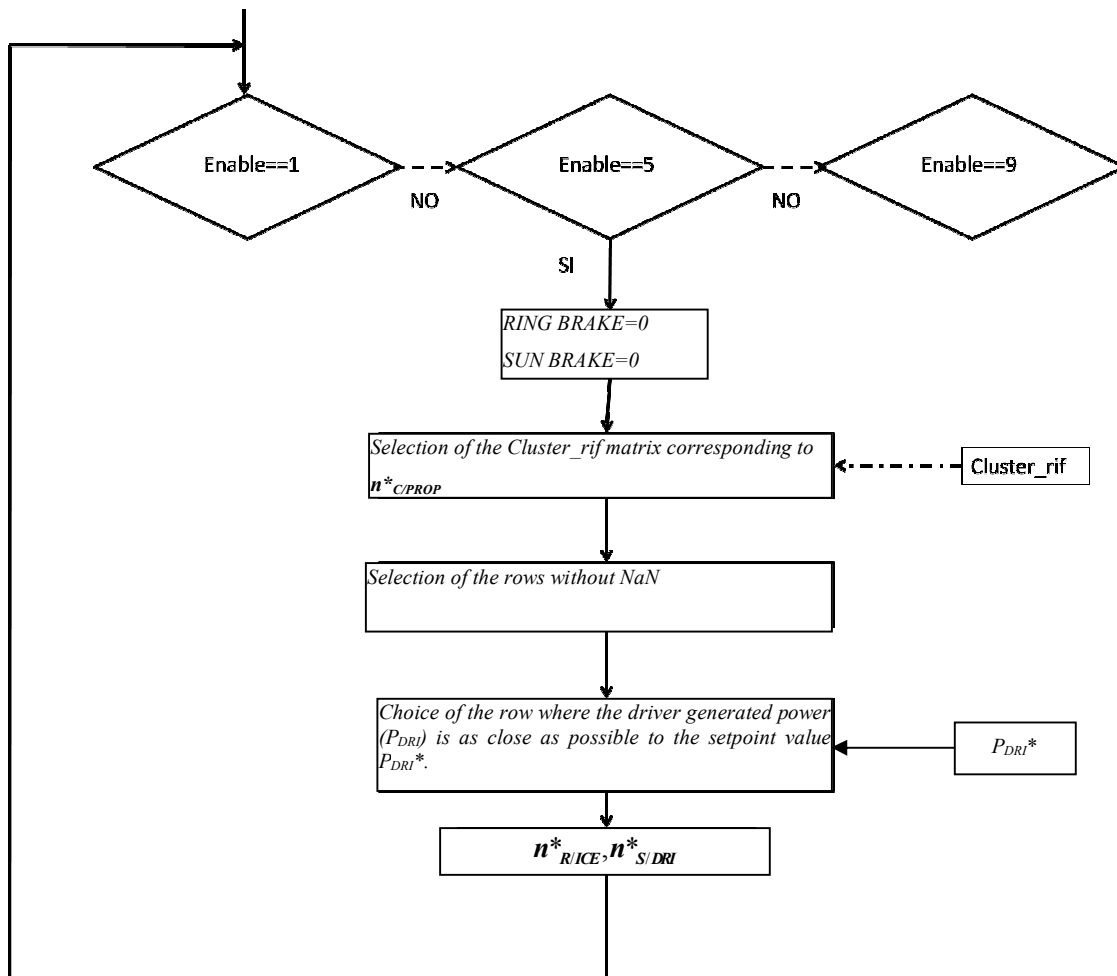 Enable==1
NO
Enable==5
NO
Enable==9
SI
RING BRAKE=0
SUN BRAKE=0
Selection of the Cluster_rif matrix corresponding to
n*C/PROP
Cluster_rif
Selection of the rows without NaN
Choice of the row where the driver generated power
(PDRI) is as close as possible to the setpoint value
PDRI*.
PDRI*
n*R/ICE,n*S/DRI